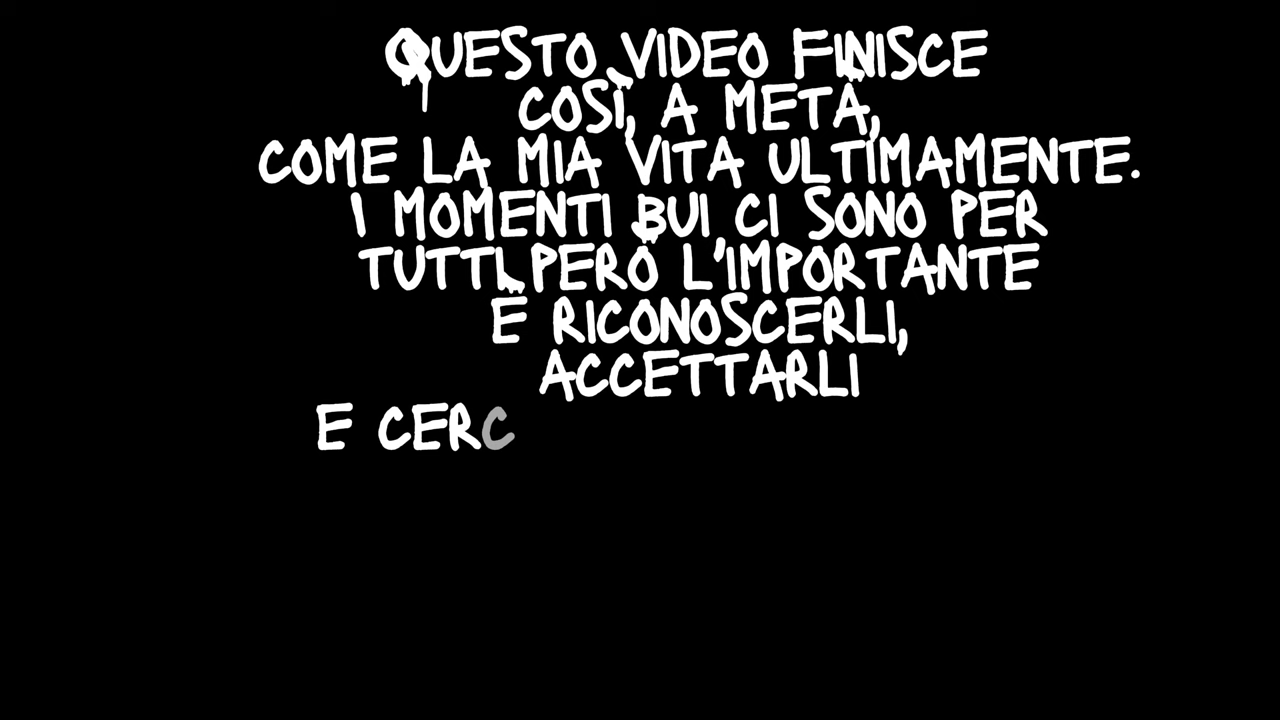 QUESTO VIDEO FINISCE
COSÌ, A METÀ,
COME LA MIA VITA ULTIMAMENTE.
I MOMENTI BUI CI SONO PER
TUTTI PERÒ L'IMPORTANTE
È RICONOSCERLI,
ACCETTARLI
E CERC